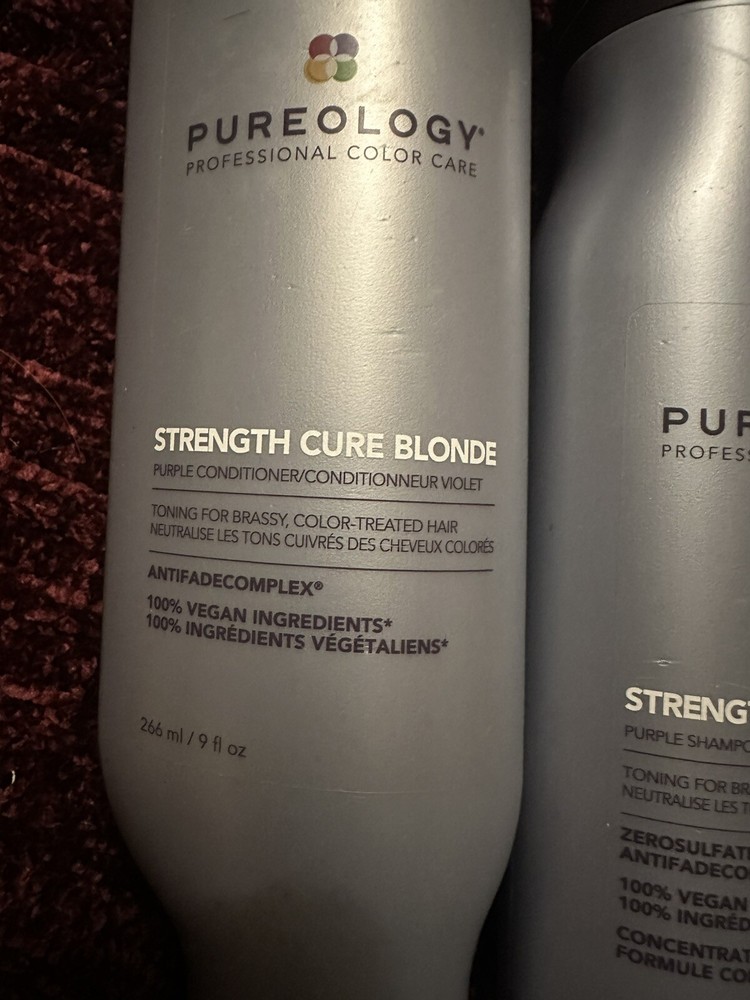 PUREOLOGY®
PROFESSIONAL COLOR CARE
STRENGTH CURE BLONDE
PURPLE CONDITIONER/CONDITIONNEUR VIOLET
TONING FOR BRASSY, COLOR-TREATED HAIR
NEUTRALISE LES TONS CUIVRÉS DES CHEVEUX COLORÉS
ANTIFADECOMPLEX®
100% VEGAN INGREDIENTS*
100% INGRÉDIENTS VÉGÉTALIENS*
266 ml / 9 fl oz
PUR
PROFESS
STRENGT
PURPLE SHAMPO
TONING FOR BR
NEUTRALISE LES T
ZEROSULFAT
ANTIFADECO
100% VEGAN
100% INGRÉD
CONCENTRAT
FORMULE CO